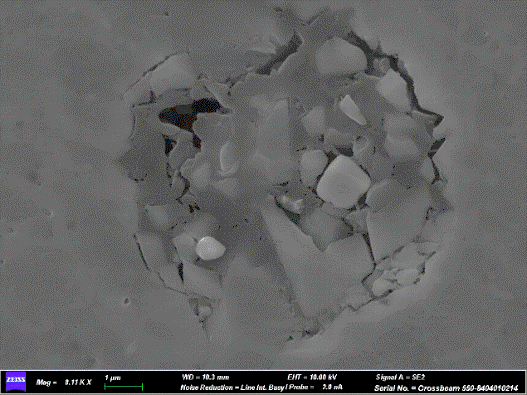 ZEISS
Mag = 8.11 K X
1 µm
WD = 10.3 mm
EHT = 10.00 kV
Signal A = SE2
Noise Reduction = Line Int. Busy
I Probe = 2.0 nA
Serial No. = Crossbeam 550-8404010214